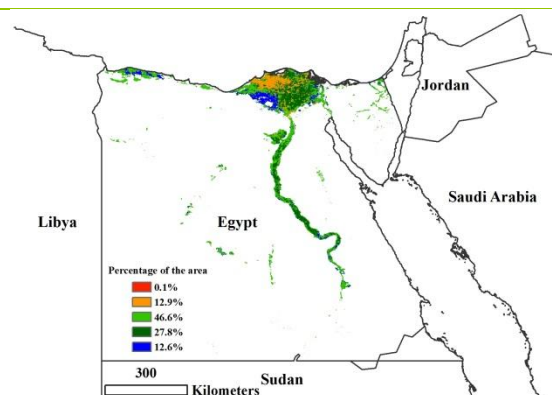 Jordan
Saudi Arabia
Libya
Egypt
Percentage of the area
0.1%
12.9%
46.6%
27.8%
12.6%
300
Kilometers
Sudan